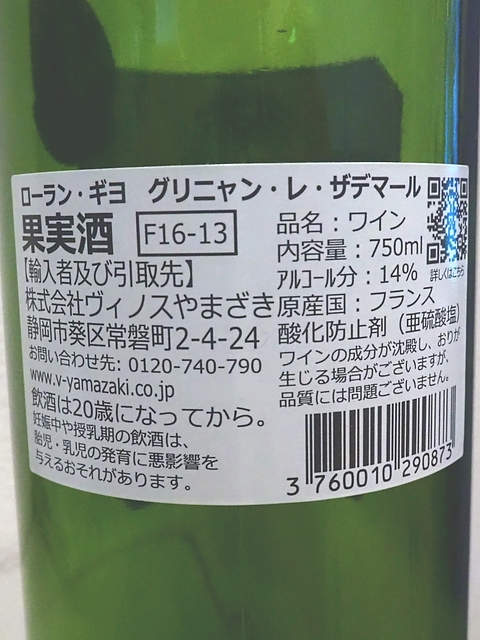 ローラン・ギヨ　グリニャン・レ・ザデマール
果実酒 F16-13
【輸入者及び引取先】
株式会社ヴィノスやまざき
静岡市葵区常磐町2-4-24
お問い合わせ先: 0120-740-790
www.v-yamazaki.co.jp
飲酒は20歳になってから。
妊娠中や授乳期の飲酒は、
胎児・乳児の発育に悪影響を
与えるおそれがあります。
品名：ワイン
内容量：750ml
アルコール分：14%
詳しくはこちら
原産国：フランス
酸化防止剤（亜硫酸塩）
ワインの成分が沈殿し、おりが
生じる場合がございますが、
品質には問題ございません。
3 760010 290873